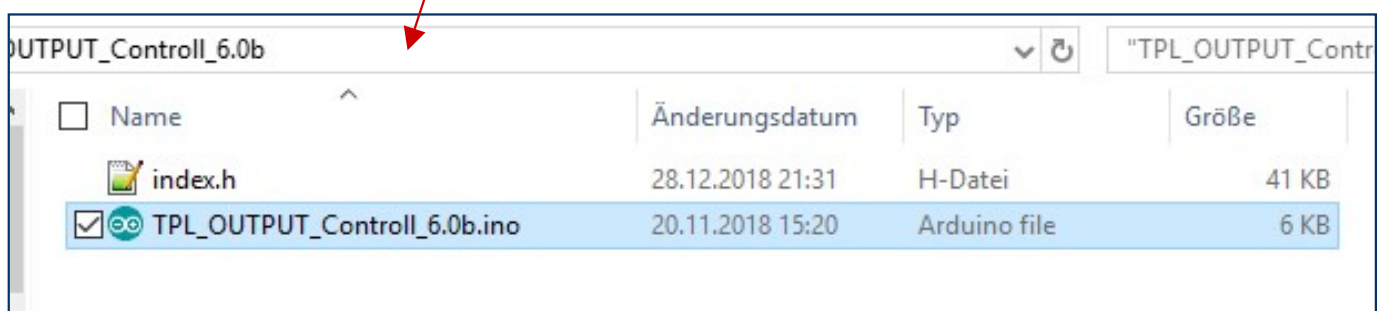 OUTPUT_Controll_6.0b "TPL_OUTPUT_Contr
Name Änderungsdatum Typ Größe
index.h 28.12.2018 21:31 H-Datei 41 KB
TPL_OUTPUT_Controll_6.0b.ino 20.11.2018 15:20 Arduino file 6 KB